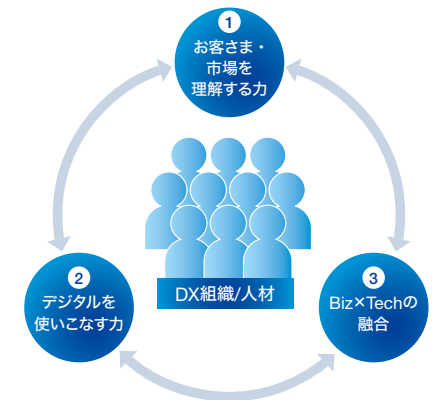 1
お客さま・
市場を
理解する力
2
デジタルを
使いこなす力
DX組織/人材
3
Biz×Techの
融合